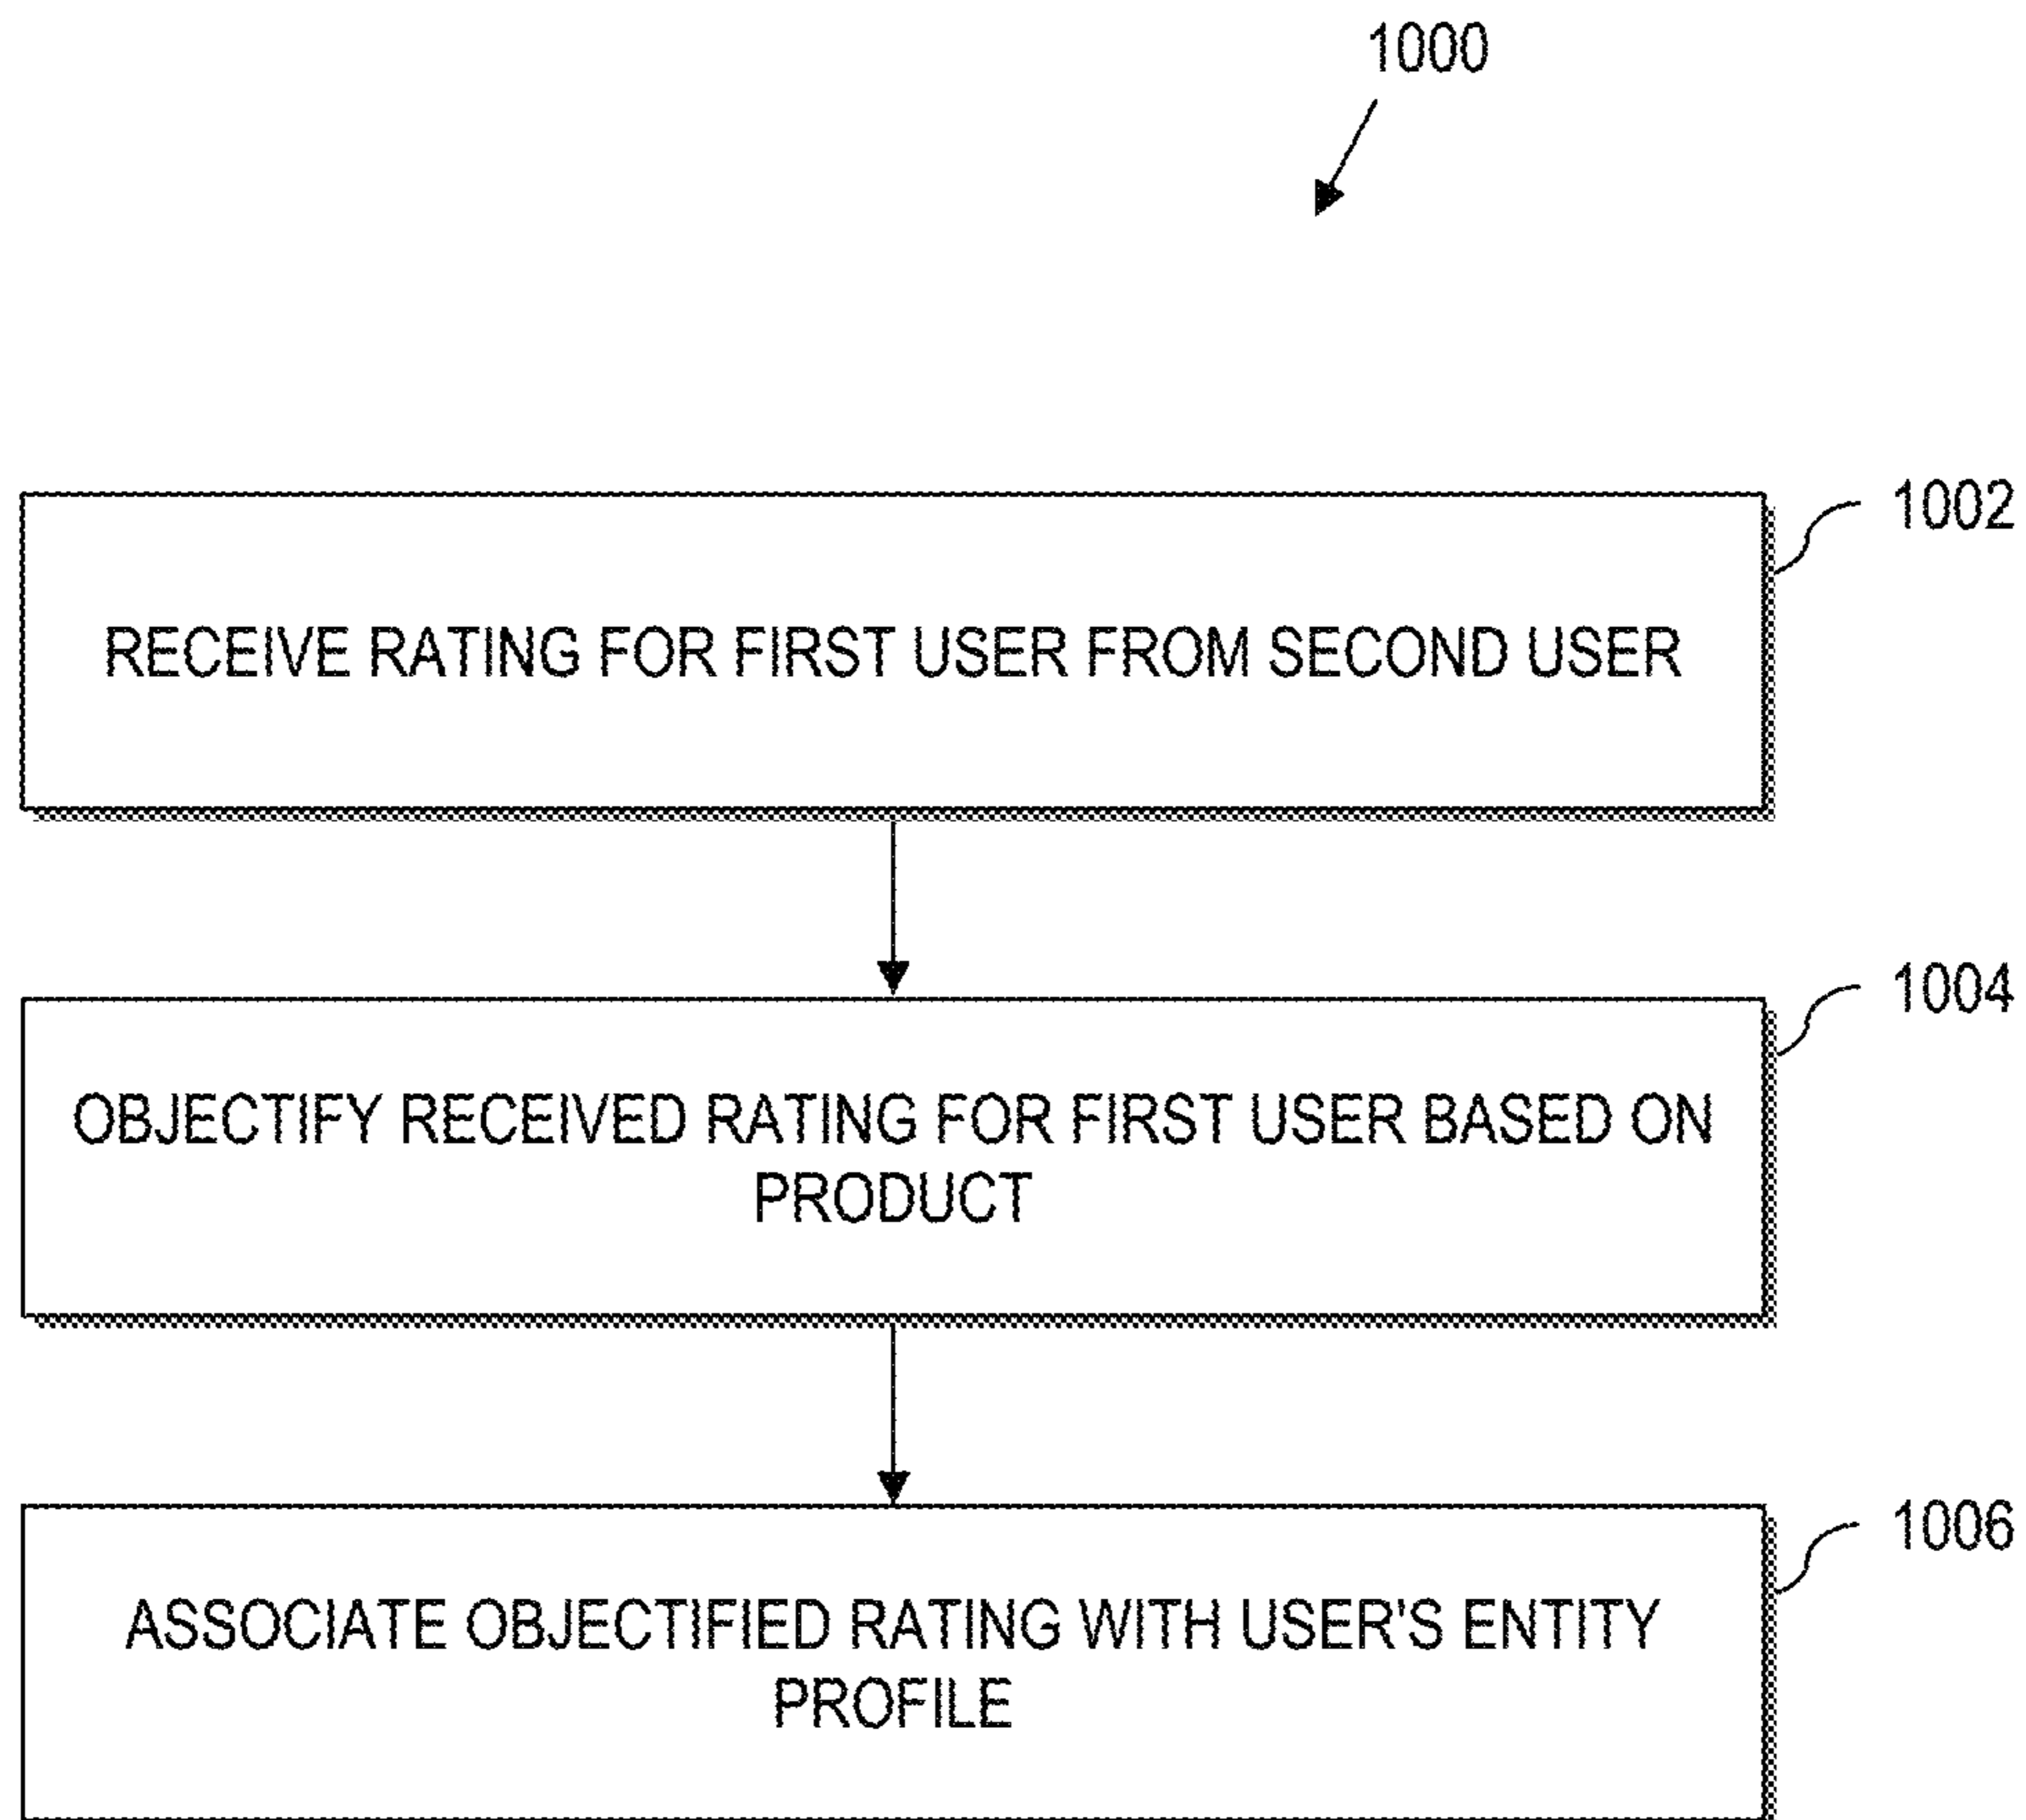 1000
1002
RECEIVE RATING FOR FIRST USER FROM SECOND USER
1004
OBJECTIFY RECEIVED RATING FOR FIRST USER BASED ON
PRODUCT
1006
ASSOCIATE OBJECTIFIED RATING WITH USER'S ENTITY
PROFILE